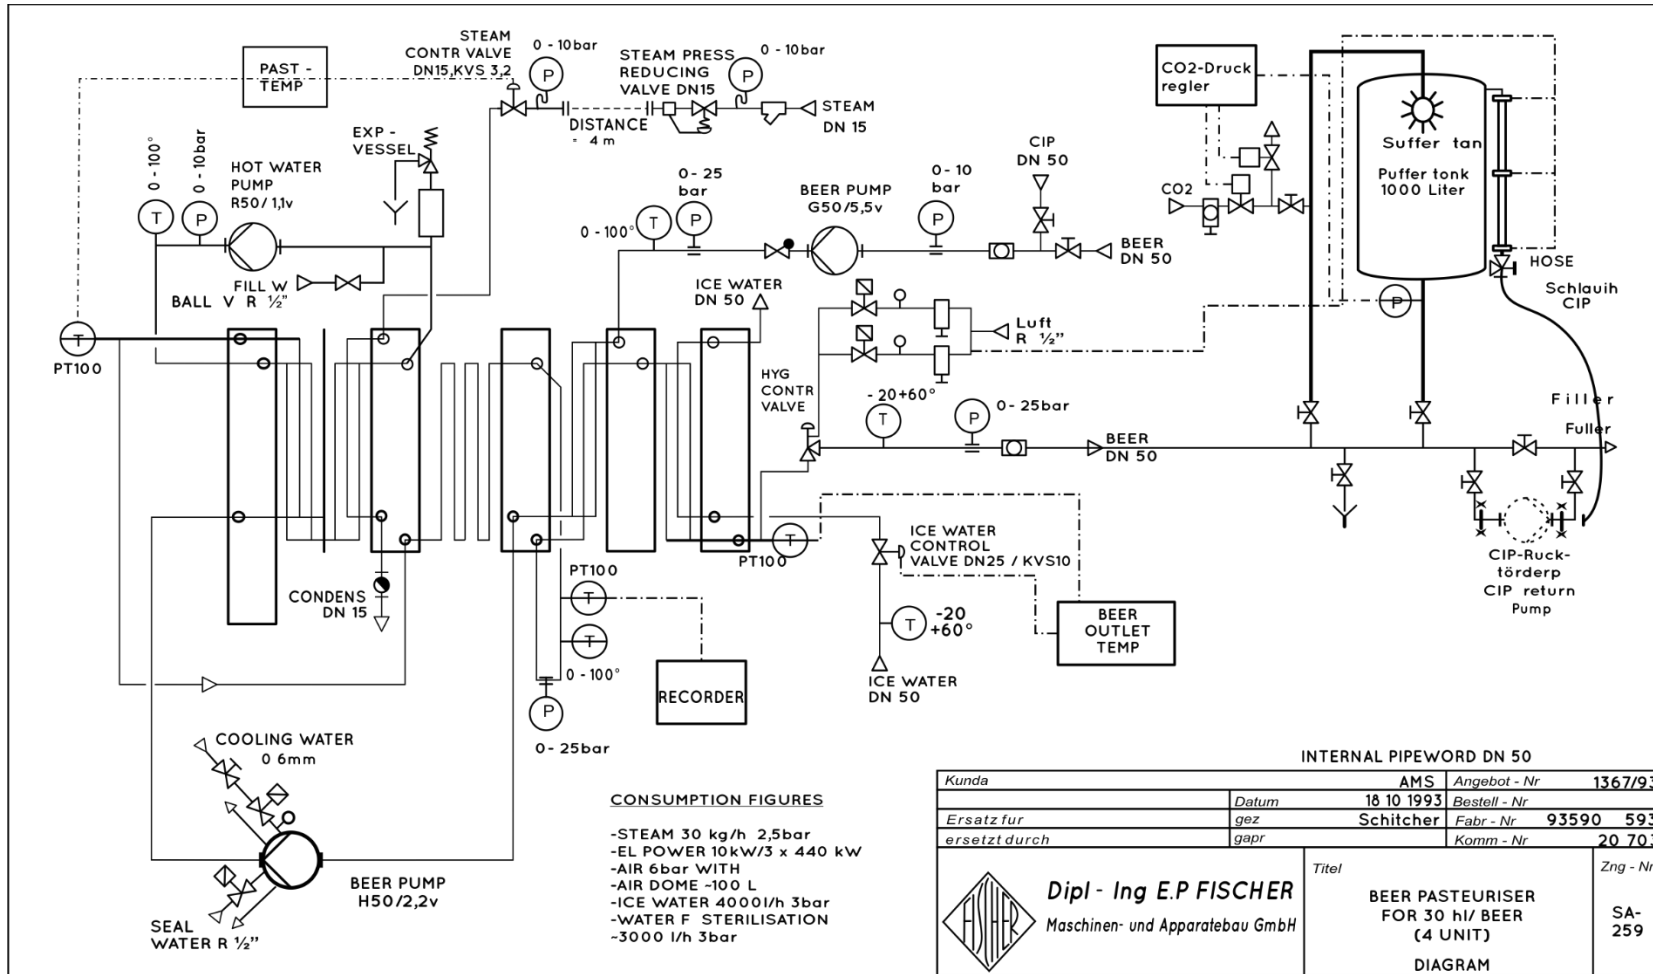 PAST -
TEMP
STEAM
CONTR VALVE
DN15,KVS 3,2
0 - 10bar
P
STEAM PRESS
REDUCING
VALVE DN15
0 - 10bar
P
STEAM
DN 15
DISTANCE
= 4 m
EXP -
VESSEL
0 - 100°
0 - 10bar
HOT WATER
PUMP
R50/ 1,1v
T
P
FILL W
BALL V R ½"
0 - 25
bar
P
0 - 100°
T
BEER PUMP
G50/5,5v
0 - 10
bar
P
CIP
DN 50
BEER
DN 50
ICE WATER
DN 50
CO2-Druck
regler
CO2
Suffer tan
Puffer tonk
1000 Liter
P
HOSE
Schlauih
CIP
Luft
R ½"
T
PT100
HYG
CONTR
VALVE
- 20+60°
T
P
0 - 25bar
BEER
DN 50
Filler
Fuller
CIP-Ruck-
törderp
CIP return
Pump
T
PT100
ICE WATER
CONTROL
VALVE DN25 / KVS10
CONDENS
DN 15
PT100
T
T
0 - 100°
P
0 - 25bar
RECORDER
T
-20
+60°
ICE WATER
DN 50
BEER
OUTLET
TEMP
COOLING WATER
0 6mm
BEER PUMP
H50/2,2v
SEAL
WATER R ½"
CONSUMPTION FIGURES
-STEAM 30 kg/h 2,5bar
-EL POWER 10kW/3 x 440 kW
-AIR 6bar WITH
-AIR DOME ~100 L
-ICE WATER 4000l/h 3bar
-WATER F STERILISATION
~3000 l/h 3bar
INTERNAL PIPEWORD DN 50
Kunda AMS Angebot - Nr 1367/93
Datum 18 10 1993 Bestell - Nr
Ersatz fur gez Schitcher Fabr - Nr 93590 593
ersetzt durch gapr Komm - Nr 20 703
FISHER
Dipl - Ing E.P FISCHER
Maschinen- und Apparatebau GmbH
Titel
BEER PASTEURISER
FOR 30 hl/ BEER
(4 UNIT)
DIAGRAM
Zng - Nr
SA-
259